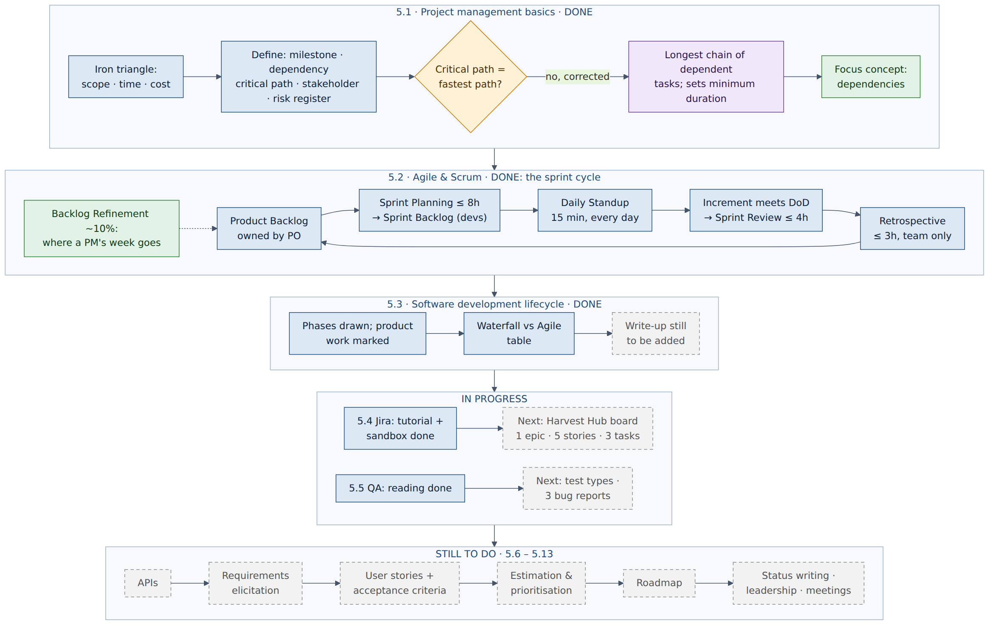 5.1 · Project management basics · DONE
Iron triangle:
scope · time · cost
Define: milestone ·
dependency
critical path · stakeholder
· risk register
Critical path =
fastest path?
no, corrected
Longest chain of
dependent
tasks; sets minimum
duration
Focus concept:
dependencies
5.2 · Agile & Scrum · DONE: the sprint cycle
Backlog Refinement
~10%:
where a PM's week goes
Product Backlog
owned by PO
Sprint Planning ≤ 8h
→ Sprint Backlog (devs)
Daily Standup
15 min, every day
Increment meets DoD
→ Sprint Review ≤ 4h
Retrospective
≤ 3h, team only
5.3 · Software development lifecycle · DONE
Phases drawn; product
work marked
Waterfall vs Agile
table
Write-up still
to be added
IN PROGRESS
5.4 Jira: tutorial +
sandbox done
Next: Harvest Hub board
1 epic · 5 stories · 3 tasks
5.5 QA: reading done
Next: test types ·
3 bug reports
STILL TO DO · 5.6 – 5.13
APIs
Requirements
elicitation
User stories +
acceptance criteria
Estimation &
prioritisation
Roadmap
Status writing ·
leadership · meetings